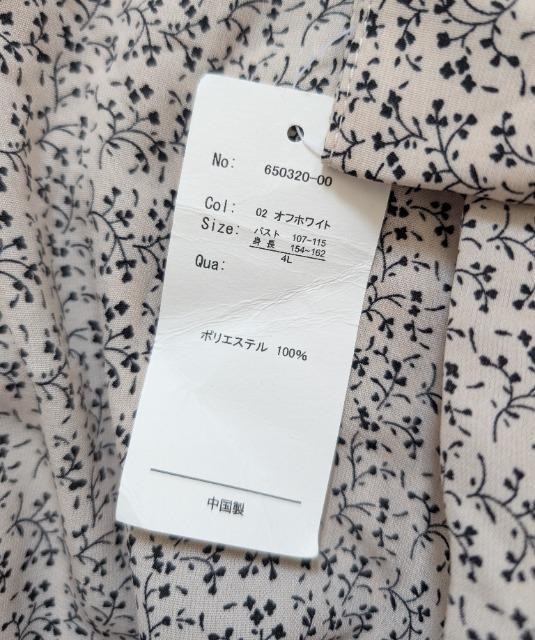 No: 650320-00
Col: 02 オフホワイト
Size: バスト 107-115
身長 154-162
4L
Qua:
ポリエステル 100%
中国製